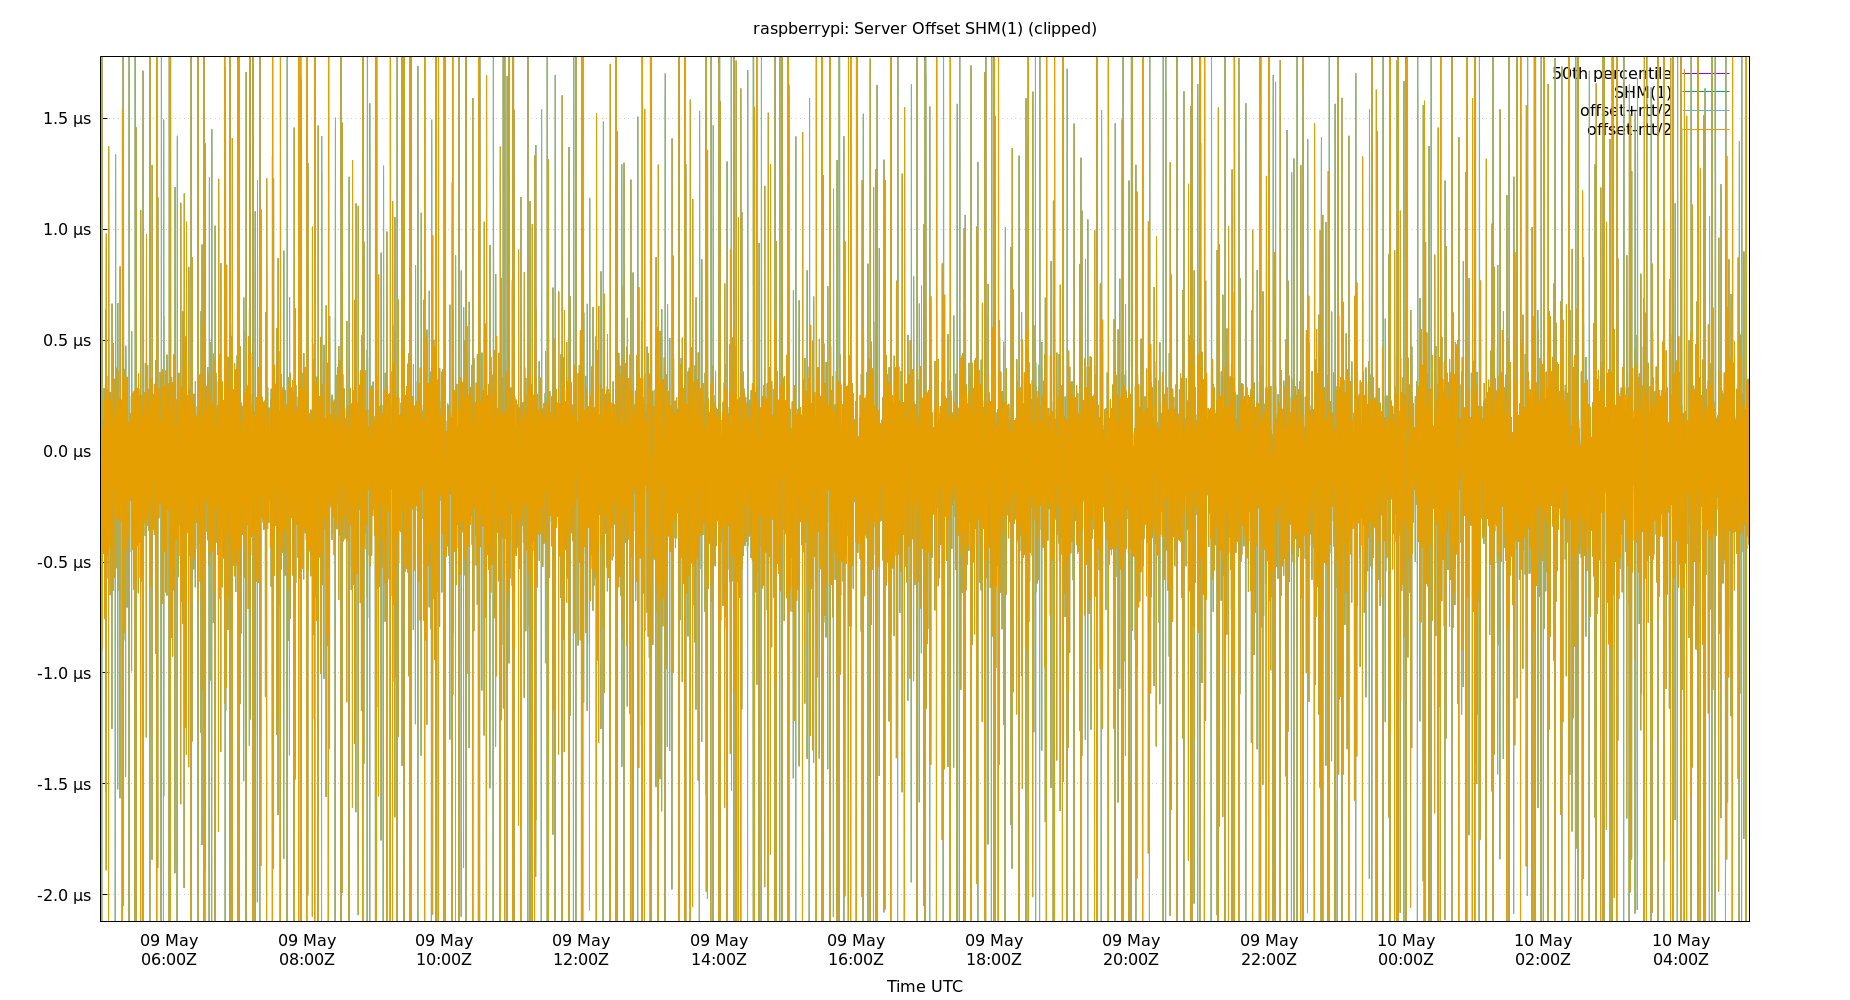 raspberrypi: Server Offset SHM(1) (clipped)
50th percentile
SHM(1)
offset+rtt/2
offset-rtt/2
1.5 µs
1.0 µs
0.5 µs
0.0 µs
-0.5 µs
-1.0 µs
-1.5 µs
-2.0 µs
09 May 09 May 09 May 09 May 09 May 09 May 09 May 09 May 09 May 10 May 10 May 10 May
06:00Z 08:00Z 10:00Z 12:00Z 14:00Z 16:00Z 18:00Z 20:00Z 22:00Z 00:00Z 02:00Z 04:00Z
Time UTC